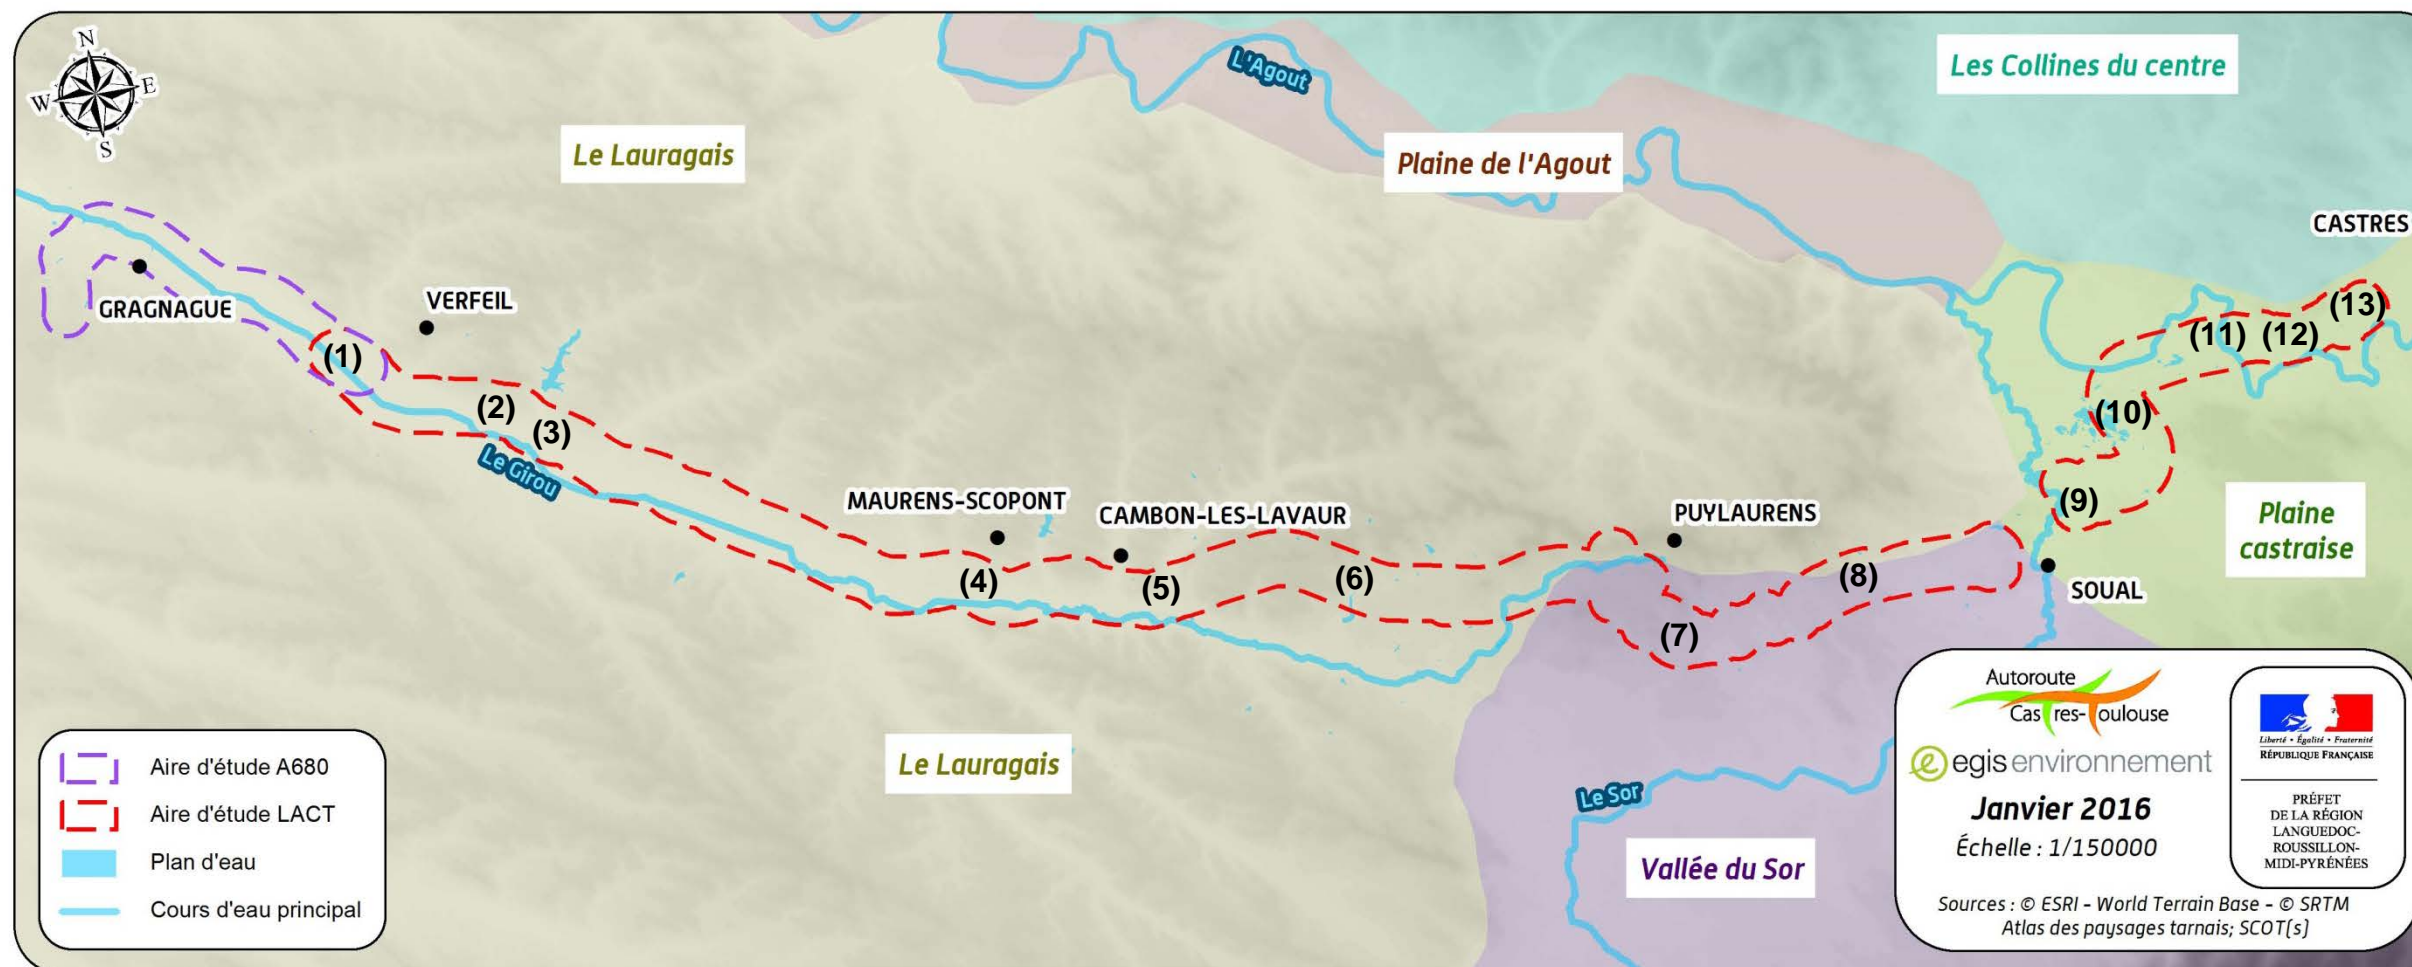 N
W
E
S
L'Agout
Les Collines du centre
Le Lauragais
Plaine de l'Agout
CASTRES
GRAGNAGUE
VERFEIL
(1)
(2)
(3)
Le Girou
MAURENS-SCOPONT
CAMBON-LES-LAVAUR
PUYLAURENS
(4)
(5)
(6)
(7)
(8)
(9)
(10)
(11)
(12)
(13)
Plaine
castraise
SOUAL
Le Lauragais
Le Sor
Vallée du Sor
Aire d'étude A680
Aire d'étude LACT
Plan d'eau
Cours d'eau principal
Autoroute
Castres-Toulouse
egis environnement
Janvier 2016
Échelle : 1/150000
Liberté • Égalité • Fraternité
RÉPUBLIQUE FRANÇAISE
PRÉFET
DE LA RÉGION
LANGUEDOC-
ROUSSILLON-
MIDI-PYRÉNÉES
Sources : © ESRI - World Terrain Base - © SRTM
Atlas des paysages tarnais; SCOT(s)